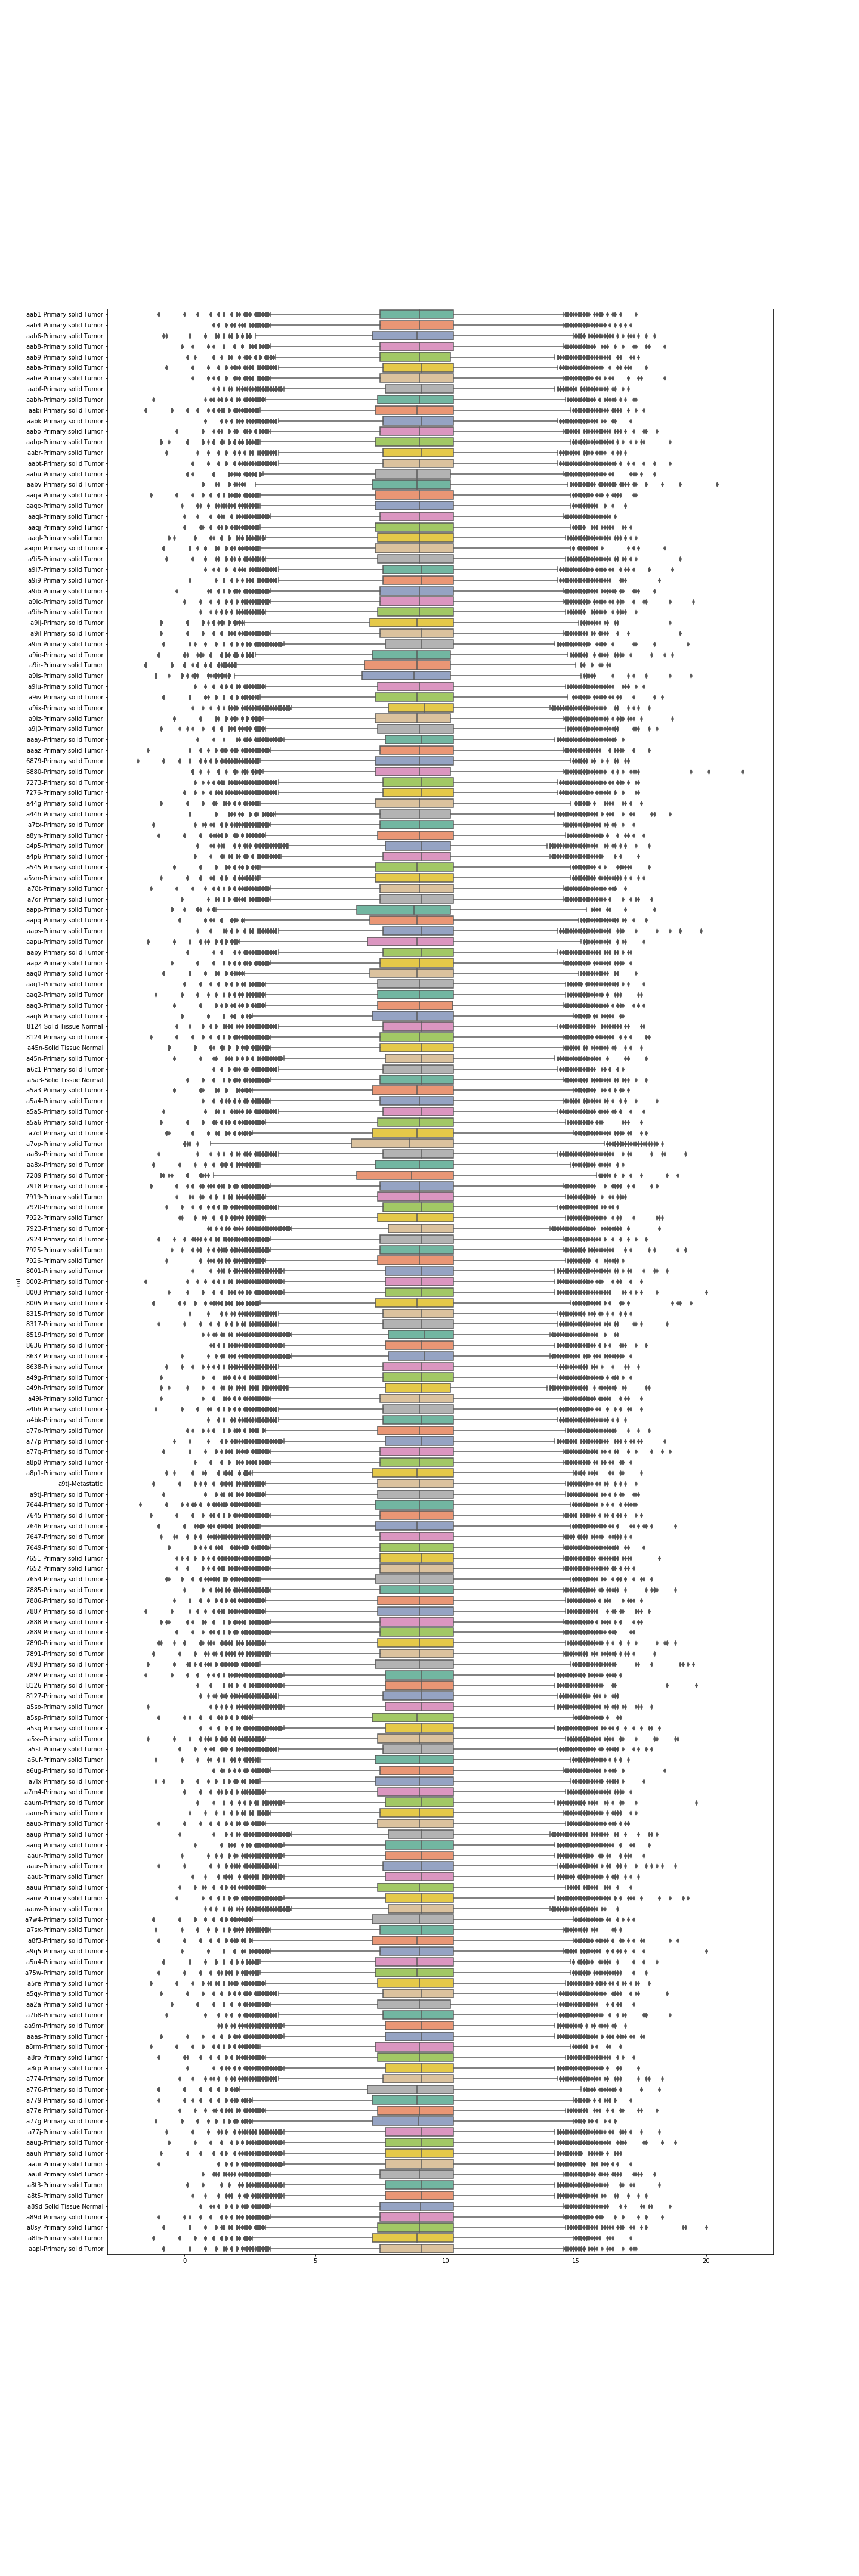 aab1-Primary solid Tumor
aab4-Primary solid Tumor
aab6-Primary solid Tumor
aab8-Primary solid Tumor
aab9-Primary solid Tumor
aaba-Primary solid Tumor
aabe-Primary solid Tumor
aabf-Primary solid Tumor
aabh-Primary solid Tumor
aabi-Primary solid Tumor
aabk-Primary solid Tumor
aabo-Primary solid Tumor
aabp-Primary solid Tumor
aabr-Primary solid Tumor
aabt-Primary solid Tumor
aabu-Primary solid Tumor
aabv-Primary solid Tumor
aaqa-Primary solid Tumor
aaqe-Primary solid Tumor
aaqi-Primary solid Tumor
aaqj-Primary solid Tumor
aaql-Primary solid Tumor
aaqm-Primary solid Tumor
a9i5-Primary solid Tumor
a9i7-Primary solid Tumor
a9i9-Primary solid Tumor
a9ib-Primary solid Tumor
a9ic-Primary solid Tumor
a9ih-Primary solid Tumor
a9ij-Primary solid Tumor
a9il-Primary solid Tumor
a9in-Primary solid Tumor
a9io-Primary solid Tumor
a9ir-Primary solid Tumor
a9is-Primary solid Tumor
a9iu-Primary solid Tumor
a9iv-Primary solid Tumor
a9ix-Primary solid Tumor
a9iz-Primary solid Tumor
a9j0-Primary solid Tumor
aaay-Primary solid Tumor
aaaz-Primary solid Tumor
6879-Primary solid Tumor
6880-Primary solid Tumor
7273-Primary solid Tumor
7276-Primary solid Tumor
a44g-Primary solid Tumor
a44h-Primary solid Tumor
a7tx-Primary solid Tumor
a8yn-Primary solid Tumor
a4p5-Primary solid Tumor
a4p6-Primary solid Tumor
a545-Primary solid Tumor
a5vm-Primary solid Tumor
a78t-Primary solid Tumor
a7dr-Primary solid Tumor
aapp-Primary solid Tumor
aapq-Primary solid Tumor
aaps-Primary solid Tumor
aapu-Primary solid Tumor
aapy-Primary solid Tumor
aapz-Primary solid Tumor
aaq0-Primary solid Tumor
aaq1-Primary solid Tumor
aaq2-Primary solid Tumor
aaq3-Primary solid Tumor
aaq6-Primary solid Tumor
8124-Solid Tissue Normal
8124-Primary solid Tumor
a45n-Solid Tissue Normal
a45n-Primary solid Tumor
a6c1-Primary solid Tumor
a5a3-Solid Tissue Normal
a5a3-Primary solid Tumor
a5a4-Primary solid Tumor
a5a5-Primary solid Tumor
a5a6-Primary solid Tumor
a7ol-Primary solid Tumor
a7op-Primary solid Tumor
aa8v-Primary solid Tumor
aa8x-Primary solid Tumor
7289-Primary solid Tumor
7918-Primary solid Tumor
7919-Primary solid Tumor
7920-Primary solid Tumor
7922-Primary solid Tumor
7923-Primary solid Tumor
7924-Primary solid Tumor
7925-Primary solid Tumor
7926-Primary solid Tumor
8001-Primary solid Tumor
cid
8002-Primary solid Tumor
8003-Primary solid Tumor
8005-Primary solid Tumor
8315-Primary solid Tumor
8317-Primary solid Tumor
8519-Primary solid Tumor
8636-Primary solid Tumor
8637-Primary solid Tumor
8638-Primary solid Tumor
a49g-Primary solid Tumor
a49h-Primary solid Tumor
a49i-Primary solid Tumor
a4bh-Primary solid Tumor
a4bk-Primary solid Tumor
a77o-Primary solid Tumor
a77p-Primary solid Tumor
a77q-Primary solid Tumor
a8p0-Primary solid Tumor
a8p1-Primary solid Tumor
a9tj-Metastatic
a9tj-Primary solid Tumor
7644-Primary solid Tumor
7645-Primary solid Tumor
7646-Primary solid Tumor
7647-Primary solid Tumor
7649-Primary solid Tumor
7651-Primary solid Tumor
7652-Primary solid Tumor
7654-Primary solid Tumor
7885-Primary solid Tumor
7886-Primary solid Tumor
7887-Primary solid Tumor
7888-Primary solid Tumor
7889-Primary solid Tumor
7890-Primary solid Tumor
7891-Primary solid Tumor
7893-Primary solid Tumor
7897-Primary solid Tumor
8126-Primary solid Tumor
8127-Primary solid Tumor
a5so-Primary solid Tumor
a5sp-Primary solid Tumor
a5sq-Primary solid Tumor
a5ss-Primary solid Tumor
a5st-Primary solid Tumor
a6uf-Primary solid Tumor
a6ug-Primary solid Tumor
a7lx-Primary solid Tumor
a7m4-Primary solid Tumor
aaum-Primary solid Tumor
aaun-Primary solid Tumor
aauo-Primary solid Tumor
aaup-Primary solid Tumor
aauq-Primary solid Tumor
aaur-Primary solid Tumor
aaus-Primary solid Tumor
aaut-Primary solid Tumor
aauu-Primary solid Tumor
aauv-Primary solid Tumor
aauw-Primary solid Tumor
a7w4-Primary solid Tumor
a7sx-Primary solid Tumor
a8f3-Primary solid Tumor
a9q5-Primary solid Tumor
a5n4-Primary solid Tumor
a75w-Primary solid Tumor
a5re-Primary solid Tumor
a5qy-Primary solid Tumor
aa2a-Primary solid Tumor
a7b8-Primary solid Tumor
aa9m-Primary solid Tumor
aaas-Primary solid Tumor
a8rm-Primary solid Tumor
a8ro-Primary solid Tumor
a8rp-Primary solid Tumor
a774-Primary solid Tumor
a776-Primary solid Tumor
a779-Primary solid Tumor
a77e-Primary solid Tumor
a77g-Primary solid Tumor
a77j-Primary solid Tumor
aaug-Primary solid Tumor
aauh-Primary solid Tumor
aaui-Primary solid Tumor
aaul-Primary solid Tumor
a8t3-Primary solid Tumor
a8t5-Primary solid Tumor
a89d-Solid Tissue Normal
a89d-Primary solid Tumor
a8sy-Primary solid Tumor
a8lh-Primary solid Tumor
aapl-Primary solid Tumor
0 5 10 15 20